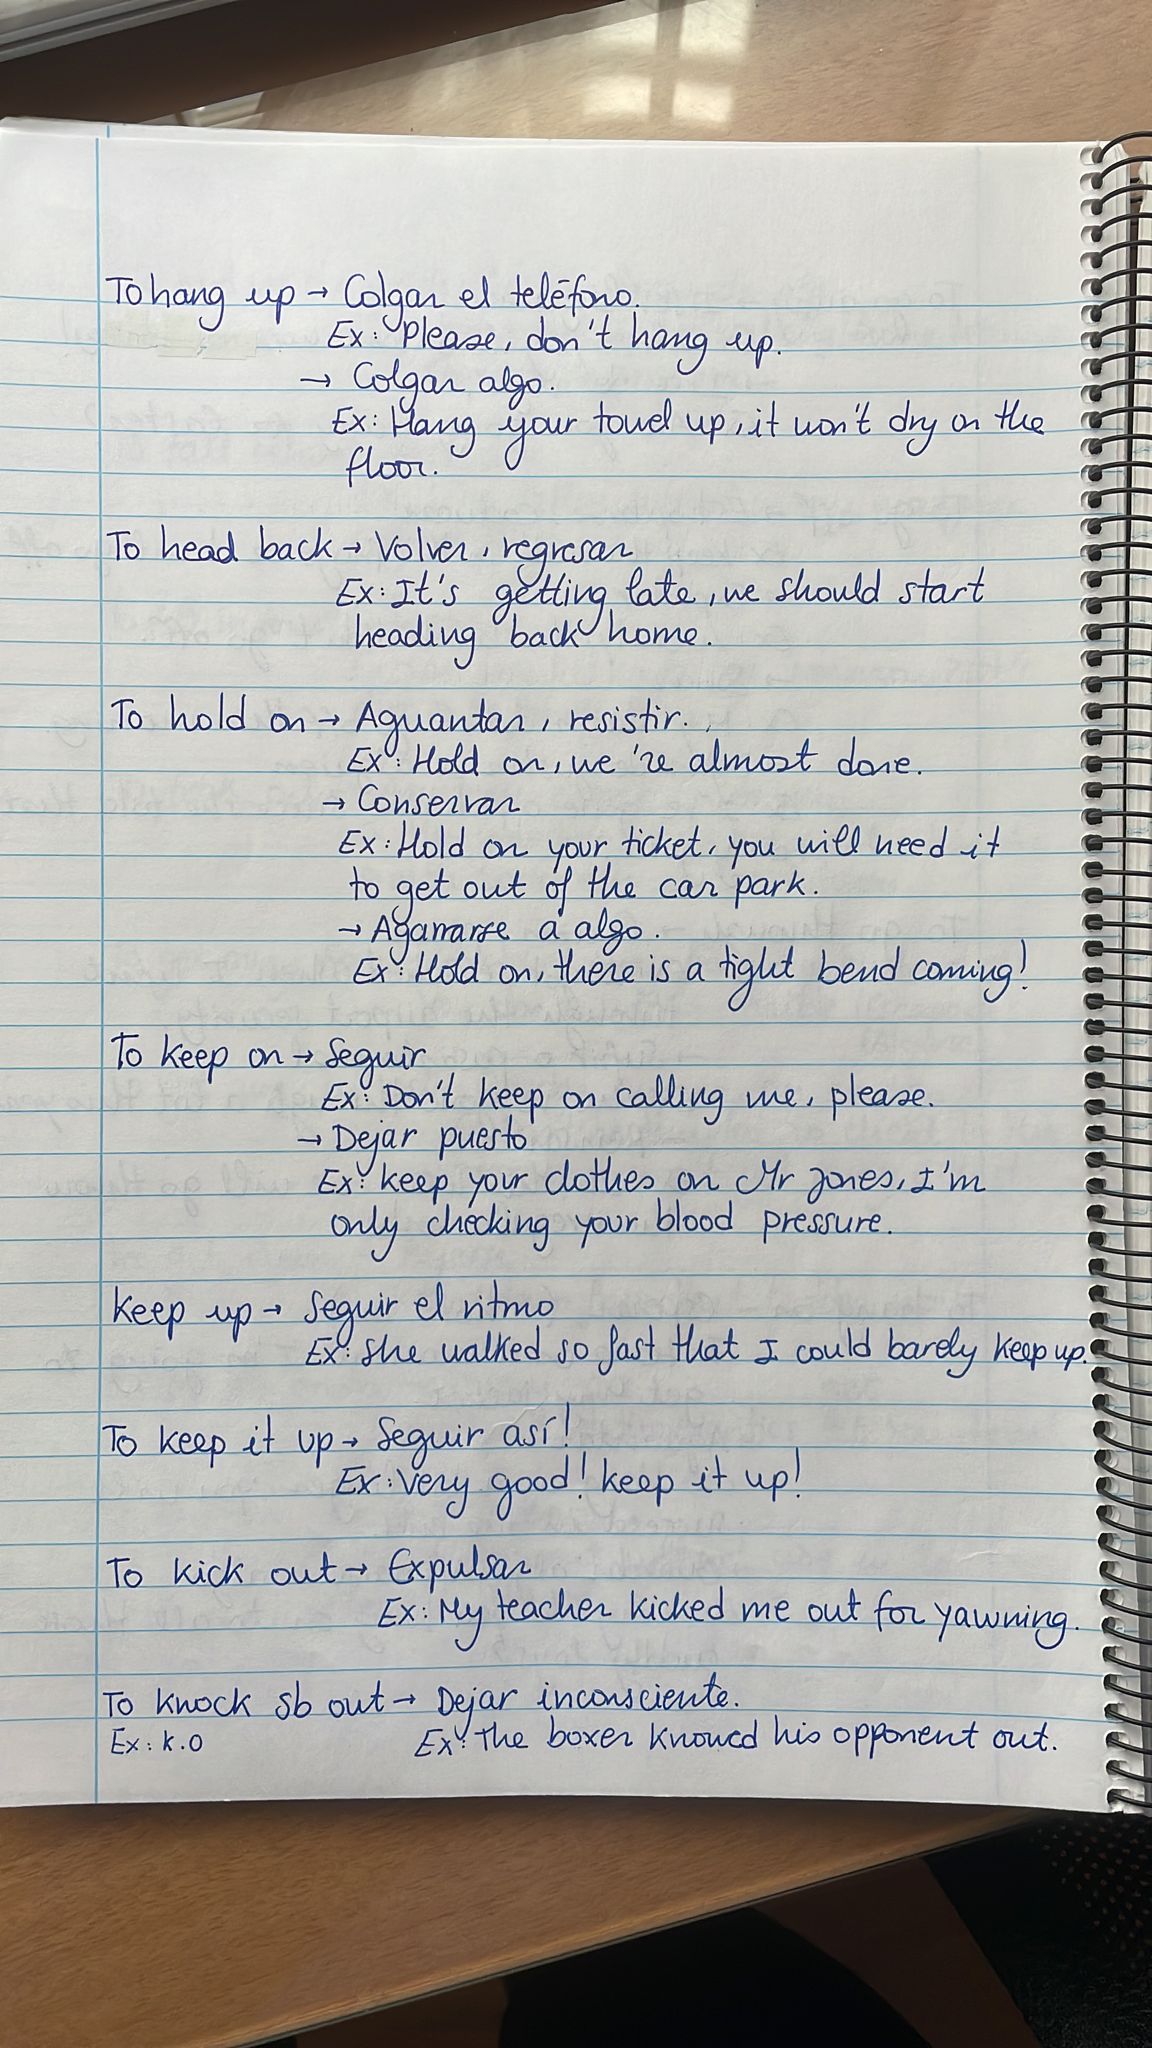 To hang up → Colgar el teléfono.
Ex: Please, don't hang up.
→ Colgar algo.
Ex: Hang your towel up, it won't dry on the
floor.
To head back → Volver, regresar
Ex: It's getting late, we should start
heading back home.
To hold on → Aguantar, resistir.
Ex: Hold on, we're almost done.
→ Conservar
Ex: Hold on your ticket, you will need it
to get out of the car park.
→ Agarrarse a algo.
Ex: Hold on, there is a tight bend coming!
To keep on → Seguir
Ex: Don't keep on calling me, please.
→ Dejar puesto
Ex: keep your clothes on Mr Jones, I'm
only checking your blood pressure.
keep up → Seguir el ritmo
Ex: She walked so fast that I could barely keep up.
To keep it up → Seguir así!
Ex: Very good! keep it up!
To kick out → Expulsar
Ex: My teacher kicked me out for yawning.
To knock sb out → Dejar inconsciente.
Ex: k.O Ex: The boxer knowed his opponent out.